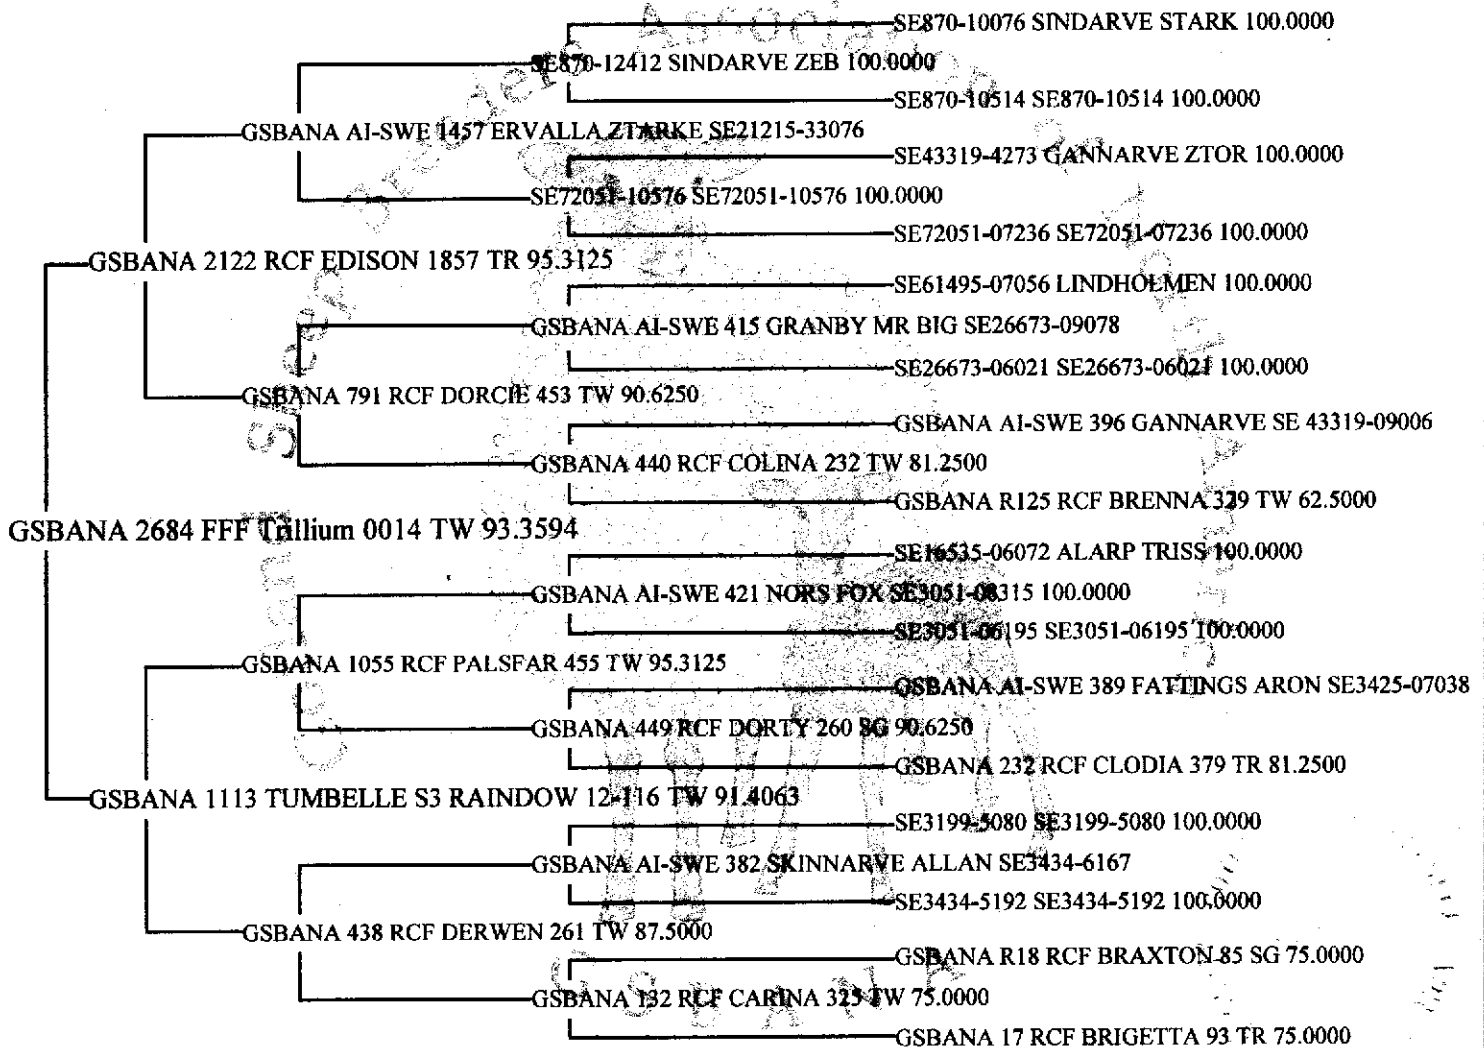 SE870-10076 SINDARVE STARK 100.0000
SE870-12412 SINDARVE ZEB 100.0000
SE870-10514 SE870-10514 100.0000
GSBANA AI-SWE 1457 ERVALLA ZTARKE SE21215-33076
SE43319-4273 GANNARVE ZTOR 100.0000
SE72051-10576 SE72051-10576 100.0000
SE72051-07236 SE72051-07236 100.0000
GSBANA 2122 RCF EDISON 1857 TR 95.3125
SE61495-07056 LINDHOLMEN 100.0000
GSBANA AI-SWE 415 GRANBY MR BIG SE26673-09078
SE26673-06021 SE26673-06021 100.0000
GSBANA 791 RCF DORCIE 453 TW 90.6250
GSBANA AI-SWE 396 GANNARVE SE 43319-09006
GSBANA 440 RCF COLINA 232 TW 81.2500
GSBANA R125 RCF BRENNA 329 TW 62.5000
GSBANA 2684 FFF Trillium 0014 TW 93.3594
SE16535-06072 ALARP TRISS 100.0000
GSBANA AI-SWE 421 NORS FOX SE3051-08315 100.0000
SE3051-06195 SE3051-06195 100.0000
GSBANA 1055 RCF PALSFAR 455 TW 95.3125
GSBANA AI-SWE 389 FATTINGS ARON SE3425-07038
GSBANA 449 RCF DORTY 260 SG 90.6250
GSBANA 232 RCF CLODIA 379 TR 81.2500
GSBANA 1113 TUMBELLE S3 RAINDOW 12-116 TW 91.4063
SE3199-5080 SE3199-5080 100.0000
GSBANA AI-SWE 382 SKINNARVE ALLAN SE3434-6167
SE3434-5192 SE3434-5192 100.0000
GSBANA 438 RCF DERWEN 261 TW 87.5000
GSBANA R18 RCF BRAXTON 85 SG 75.0000
GSBANA 132 RCF CARINA 325 TW 75.0000
GSBANA 17 RCF BRIGETTA 93 TR 75.0000
Sheep Breeders Association
GSBANA